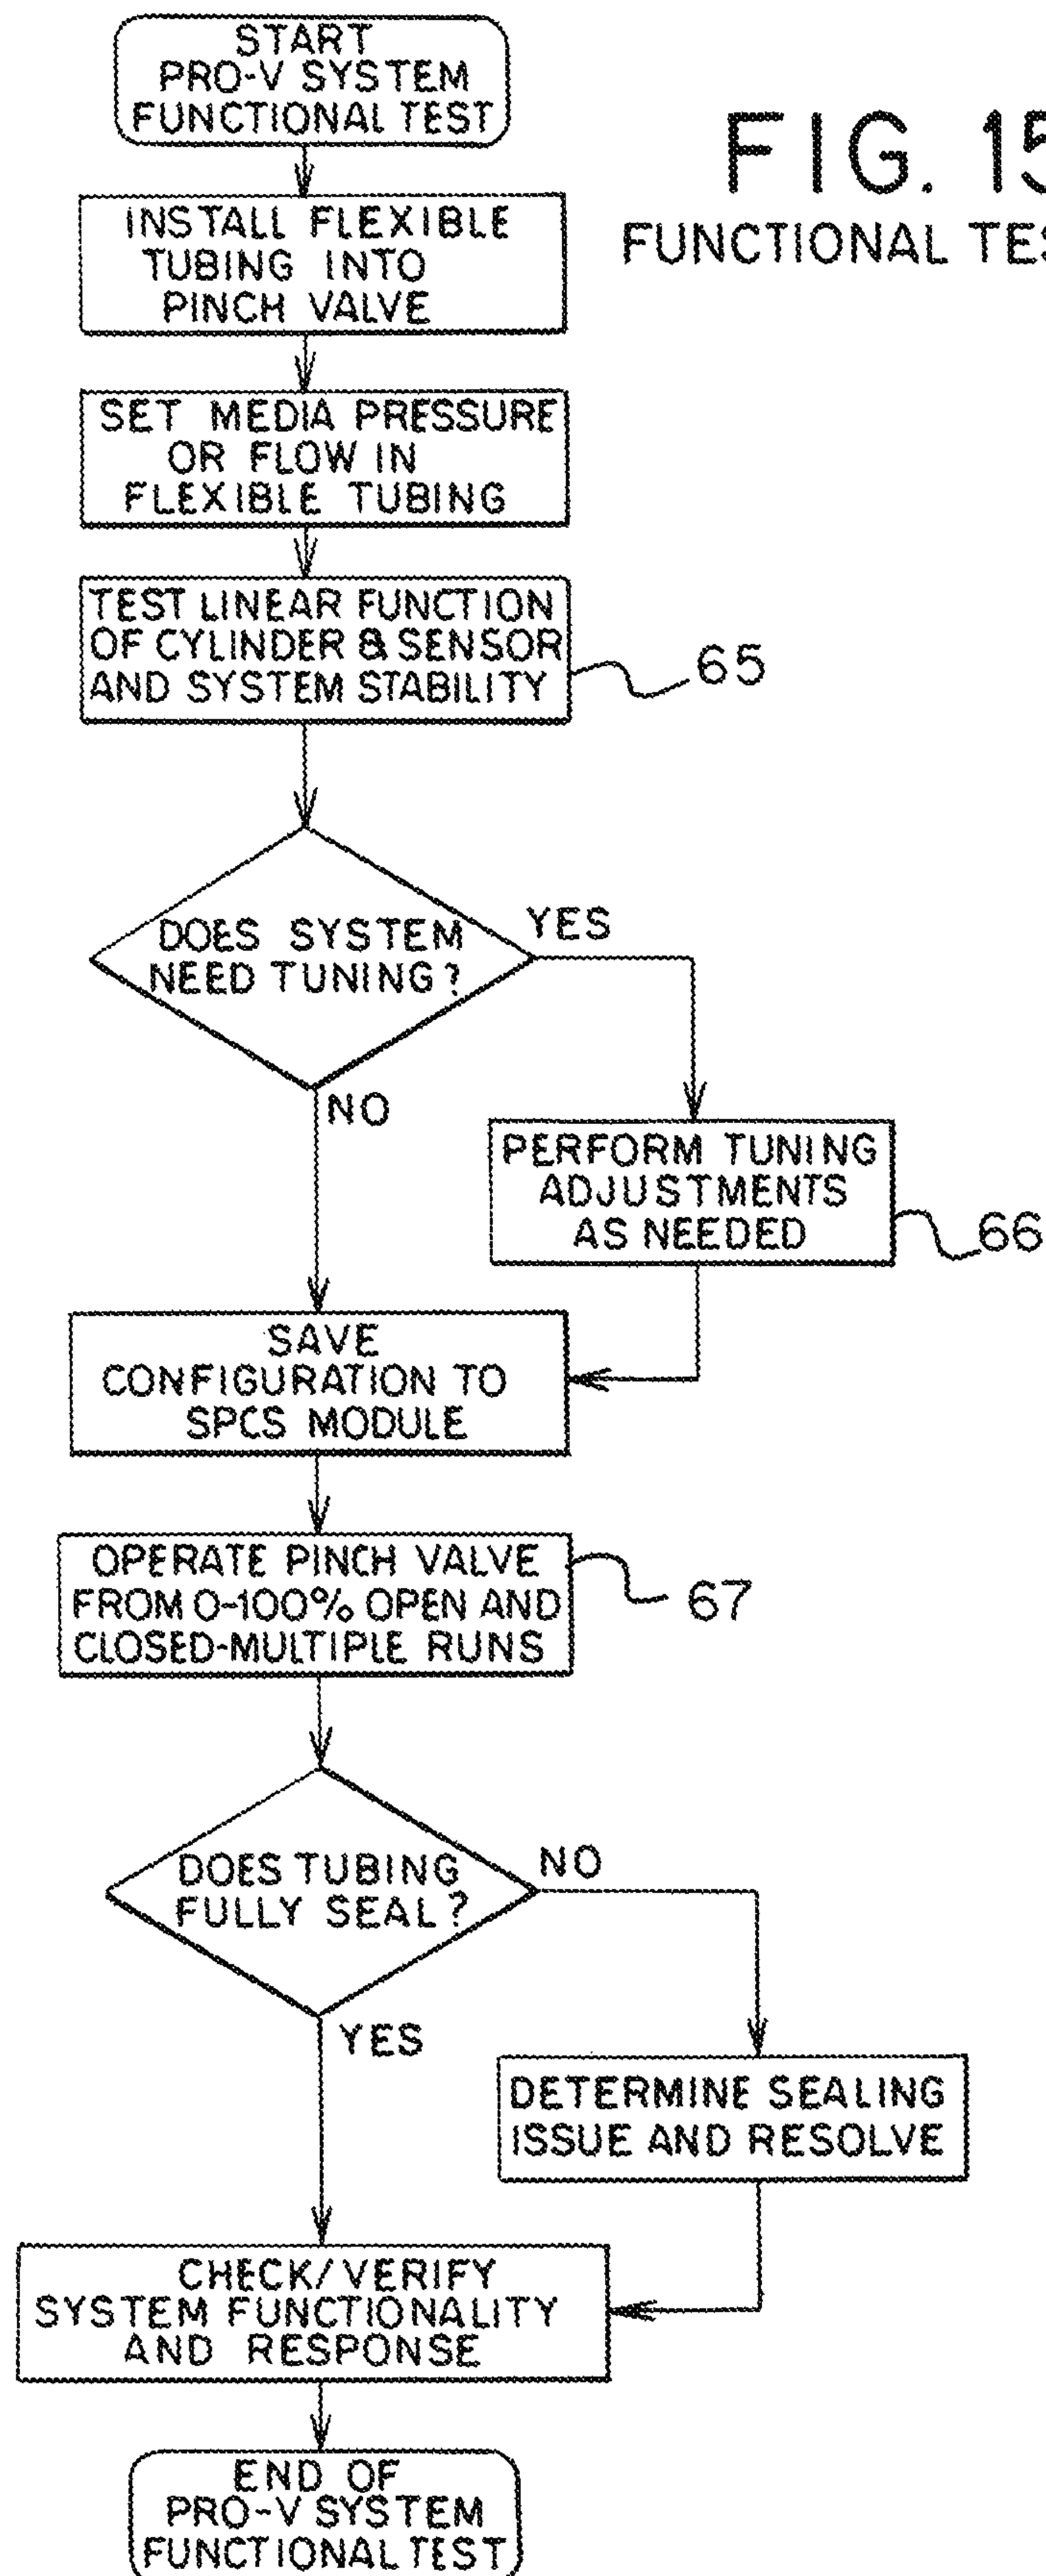 START
PRO-V SYSTEM
FUNCTIONAL TEST
FIG. 15
FUNCTIONAL TES
INSTALL FLEXIBLE
TUBING INTO
PINCH VALVE
SET MEDIA PRESSURE
OR FLOW IN
FLEXIBLE TUBING
TEST LINEAR FUNCTION
OF CYLINDER & SENSOR
AND SYSTEM STABILITY
65
DOES SYSTEM
NEED TUNING?
YES
NO
PERFORM TUNING
ADJUSTMENTS
AS NEEDED
66
SAVE
CONFIGURATION TO
SPCS MODULE
OPERATE PINCH VALVE
FROM 0-100% OPEN AND
CLOSED-MULTIPLE RUNS
67
DOES TUBING
FULLY SEAL?
NO
YES
DETERMINE SEALING
ISSUE AND RESOLVE
CHECK/VERIFY
SYSTEM FUNCTIONALITY
AND RESPONSE
END OF
PRO-V SYSTEM
FUNCTIONAL TEST